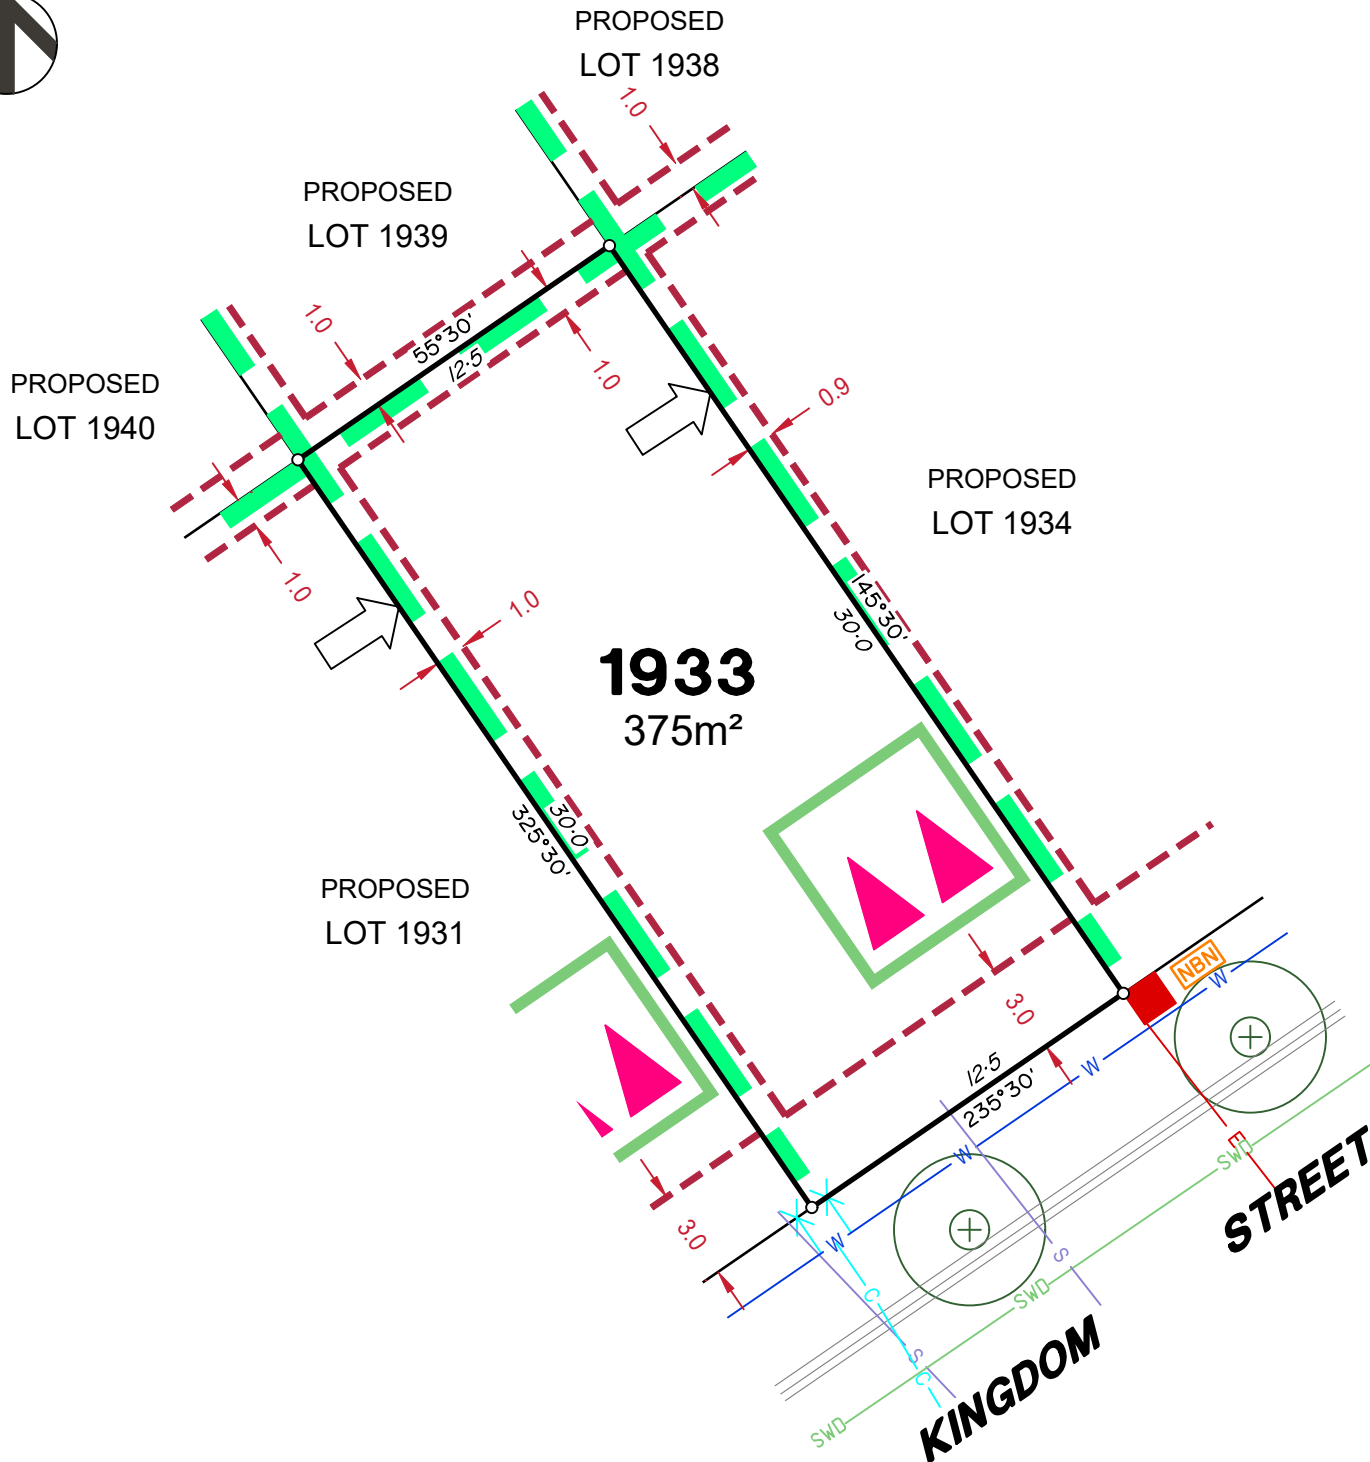 PROPOSED
LOT 1938
1.0
PROPOSED
LOT 1939
1.0
55°30'
12·5
1.0
PROPOSED
LOT 1940
0.9
PROPOSED
LOT 1934
1.0
1.0
145°30'
30·0
1933
375m²
30·0
325°30'
PROPOSED
LOT 1931
NBN
W
3.0
12·5
235°30'
W
W
E
SWD
STREET
3.0
W
S
C
SWD
S
C
KINGDOM
SWD